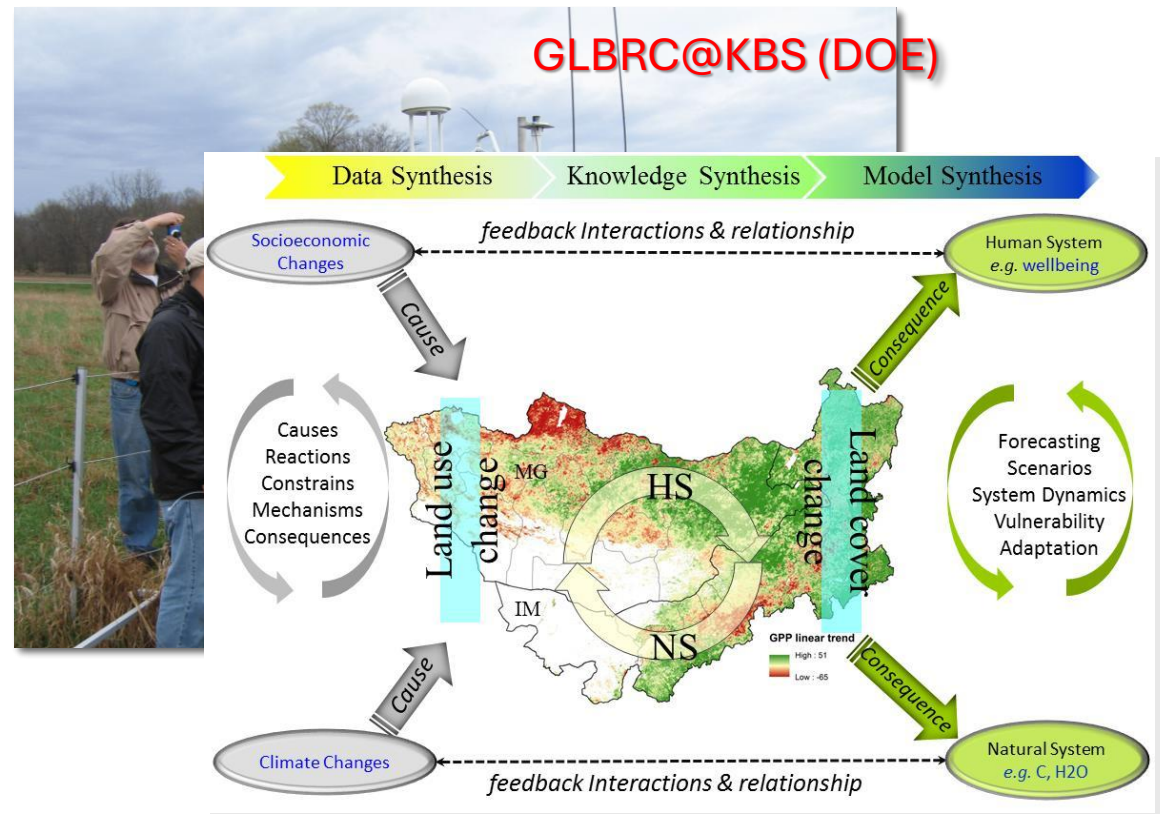 GLBRC@KBS (DOE)
Data Synthesis
Knowledge Synthesis
Model Synthesis
Socioeconomic
Changes
feedback Interactions & relationship
Human System
e.g. wellbeing
Cause
Consequence
Causes
Reactions
Constrains
Mechanisms
Consequences
Land use
change
MG
HS
Land cover
change
Forecasting
Scenarios
System Dynamics
Vulnerability
Adaptation
IM
NS
GPP linear trend
High : 51
Low : -65
Cause
Consequence
Climate Changes
feedback Interactions & relationship
Natural System
e.g. C, H2O